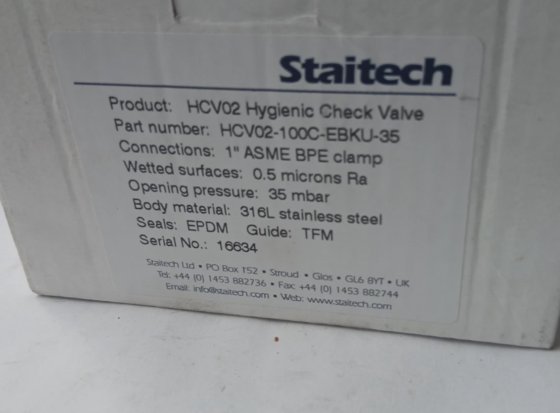 Staitech
Product: HCV02 Hygienic Check Valve
Part number: HCV02-100C-EBKU-35
Connections: 1" ASME BPE clamp
Wetted surfaces: 0.5 microns Ra
Opening pressure: 35 mbar
Body material: 316L stainless steel
Seals: EPDM Guide: TFM
Serial No.: 16634
Staitech Ltd • PO Box 152 • Stroud • Glos • GL6 8YT • UK
Tel: +44 (0) 1453 882736 • Fax: +44 (0) 1453 882744
Email: info@staitech.com • Web: www.staitech.com